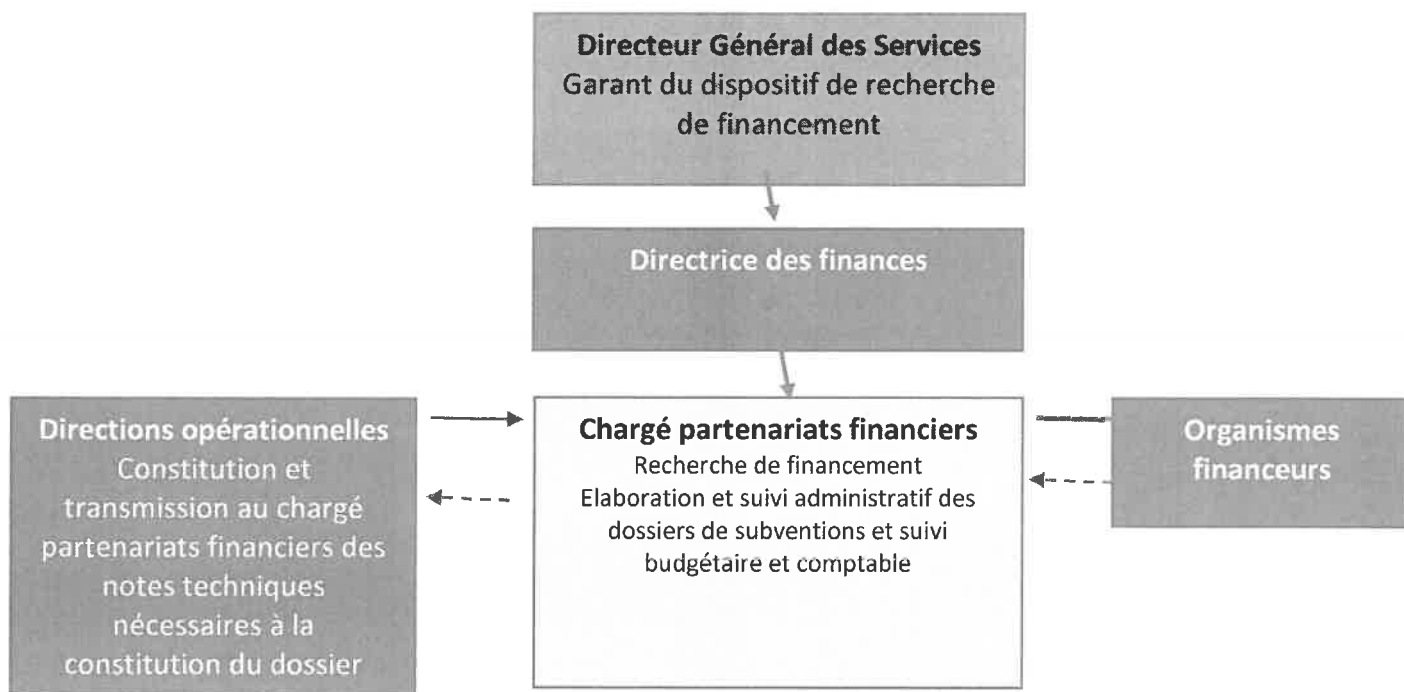 Directeur Général des Services
Garant du dispositif de recherche
de financement
Directrice des finances
Directions opérationnelles
Constitution et
transmission au chargé
partenariats financiers des
notes techniques
nécessaires à la
constitution du dossier
Chargé partenariats financiers
Recherche de financement
Elaboration et suivi administratif des
dossiers de subventions et suivi
budgétaire et comptable
Organismes
financeurs